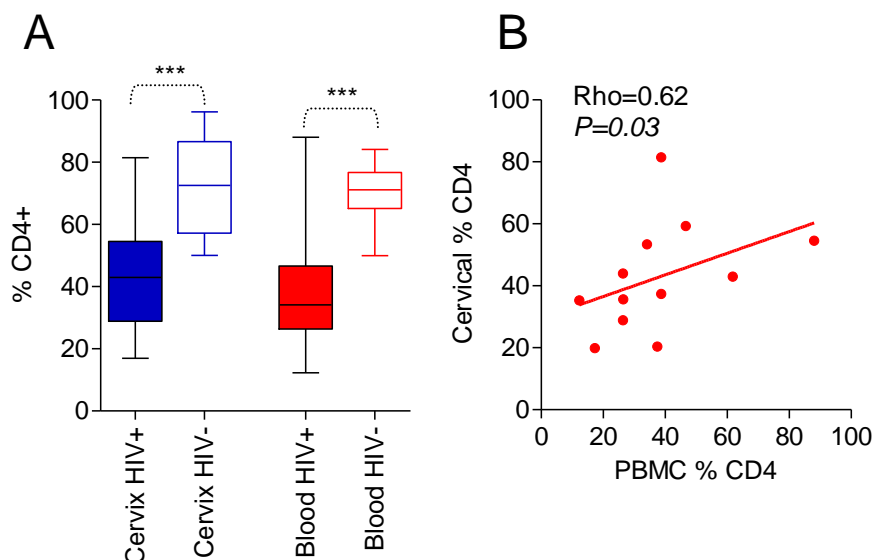 A
***
***
% CD4+
100
80
60
40
20
0
Cervix HIV+
Cervix HIV-
Blood HIV+
Blood HIV-
B
Rho=0.62
P=0.03
Cervical % CD4
100
80
60
40
20
0
0 20 40 60 80 100
PBMC % CD4